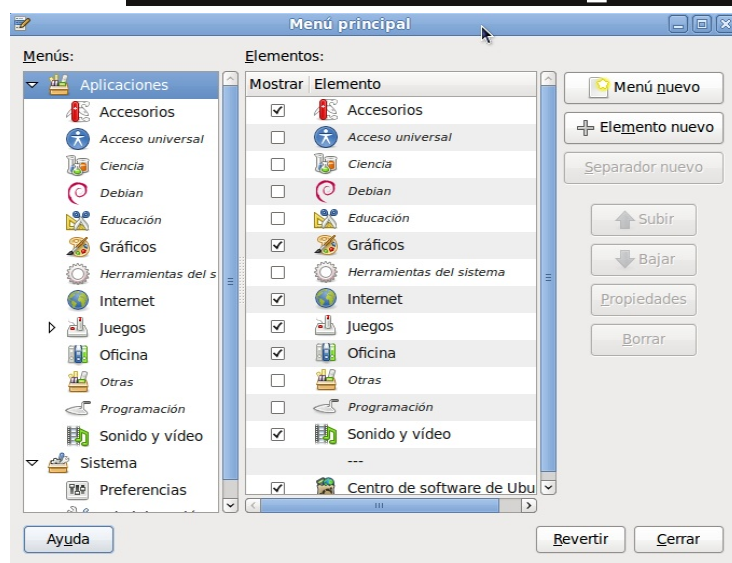 Menú principal
Menús:
Aplicaciones
Accesorios
Acceso universal
Ciencia
Debian
Educación
Gráficos
Herramientas del s
Internet
Juegos
Oficina
Otras
Programación
Sonido y vídeo
Sistema
Preferencias
Elementos:
Mostrar Elemento
Accesorios
Acceso universal
Ciencia
Debian
Educación
Gráficos
Herramientas del sistema
Internet
Juegos
Oficina
Otras
Programación
Sonido y vídeo
---
Centro de software de Ubu
Menú nuevo
Elemento nuevo
Separador nuevo
Subir
Bajar
Propiedades
Borrar
Ayuda
Revertir
Cerrar